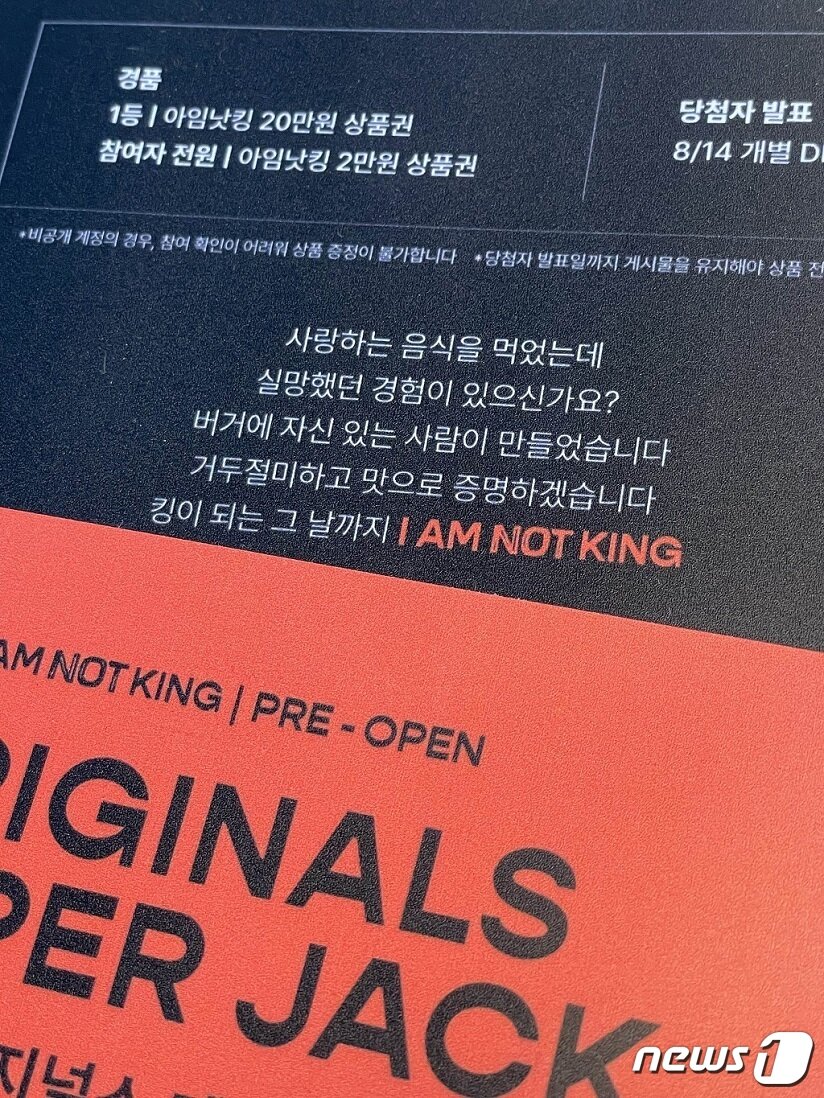 경품
1등 | 아임낫킹 20만원 상품권
참여자 전원 | 아임낫킹 2만원 상품권
당첨자 발표
8/14 개별
*비공개 계정의 경우, 참여 확인이 어려워 상품 증정이 불가합니다 *당첨자 발표일까지 게시물을 유지해야 상품
사랑하는 음식을 먹었는데
실망했던 경험이 있으신가요?
버거에 자신 있는 사람이 만들었습니다
거두절미하고 맛으로 증명하겠습니다
킹이 되는 그 날까지 I AM NOT KING
AM NOT KING | PRE - OPEN
RIGINALS
PER JACK
지널스
news1